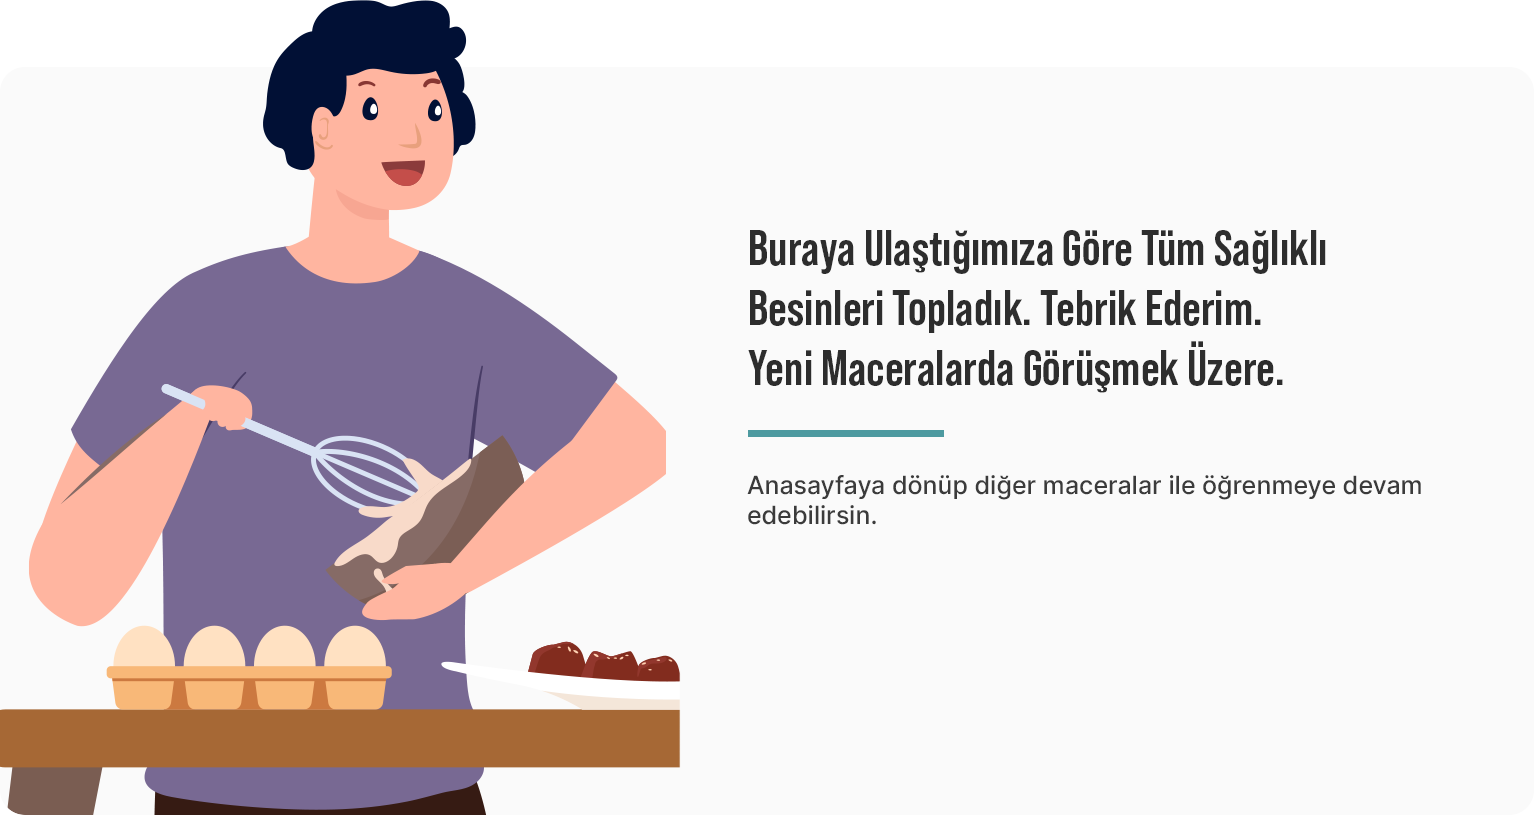 Buraya Ulaştığımıza Göre Tüm Sağlıklı
Besinleri Topladık. Tebrik Ederim.
Yeni Maceralarda Görüşmek Üzere.
Anasayfaya dönüp diğer maceralar ile öğrenmeye devam
edebilirsin.